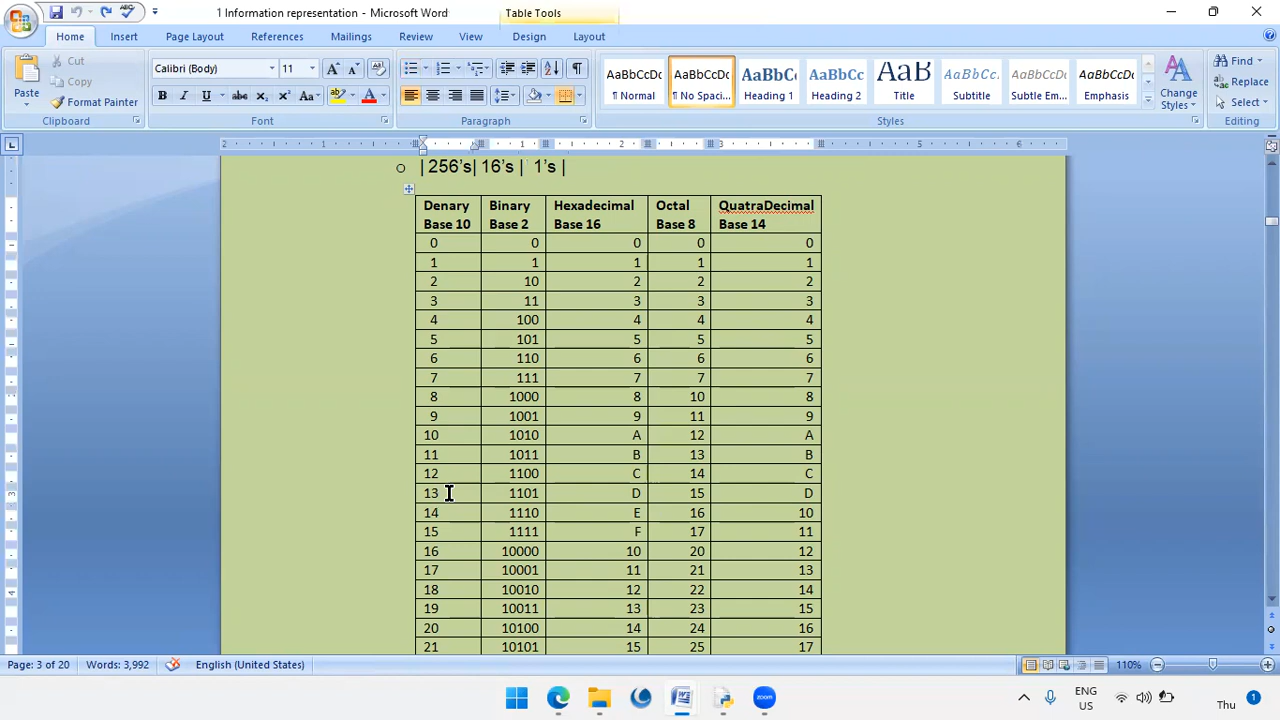 1 Information representation - Microsoft Word
Table Tools
Home Insert Page Layout References Mailings Review View Design Layout
Paste
Cut
Copy
Format Painter
Clipboard
Calibri (Body) 11
Font
Paragraph
AaBbCcDc AaBbCcDc AaBbCc AaBbCc AaB AaBbCc. AaBbCcDc AaBbCcDc
¶ Normal ¶ No Spaci... Heading 1 Heading 2 Title Subtitle Subtle Em... Emphasis
Change Styles
Styles
Find
Replace
Select
Editing
o | 256's| 16's | 1's |
Denary Base 10 Binary Base 2 Hexadecimal Base 16 Octal Base 8 QuatraDecimal Base 14
0 0 0 0 0
1 1 1 1 1
2 10 2 2 2
3 11 3 3 3
4 100 4 4 4
5 101 5 5 5
6 110 6 6 6
7 111 7 7 7
8 1000 8 10 8
9 1001 9 11 9
10 1010 A 12 A
11 1011 B 13 B
12 1100 C 14 C
13 1101 D 15 D
14 1110 E 16 10
15 1111 F 17 11
16 10000 10 20 12
17 10001 11 21 13
18 10010 12 22 14
19 10011 13 23 15
20 10100 14 24 16
21 10101 15 25 17
Page: 3 of 20 Words: 3,992 English (United States) 110%
zoom
ENG
US
Thu
1